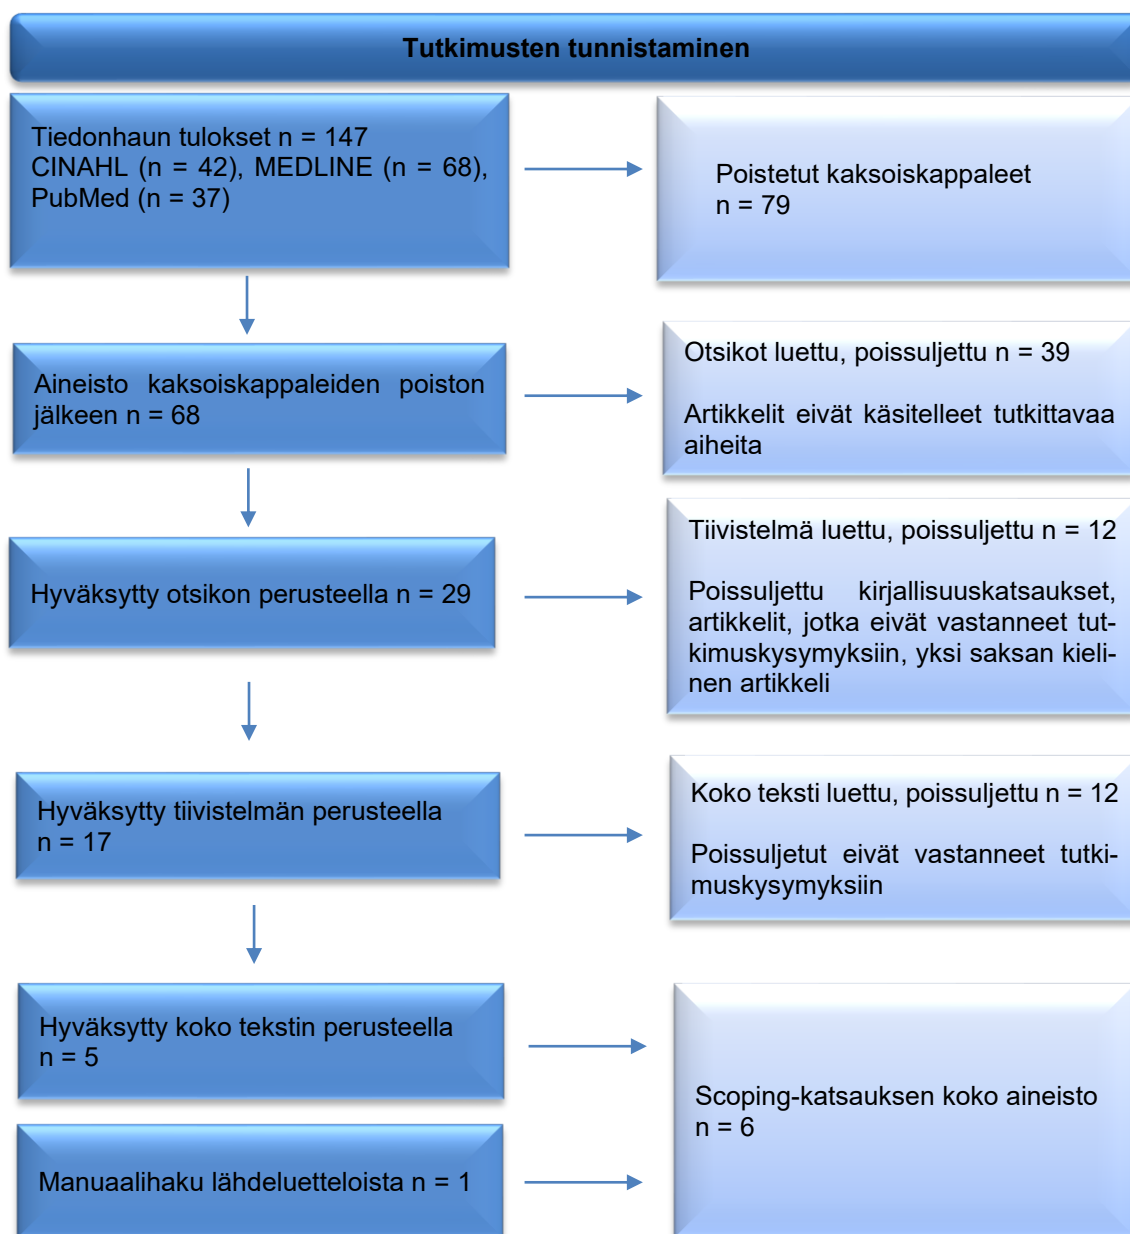 Tutkimusten tunnistaminen
Tiedonhaun tulokset n = 147
CINAHL (n = 42), MEDLINE (n = 68),
PubMed (n = 37)
Poistetut kaksoiskappaleet
n = 79
Aineisto kaksoiskappaleiden poiston
jälkeen n = 68
Otsikot luettu, poissuljettu n = 39
Artikkelit eivät käsitelleet tutkittavaa
aiheita
Hyväksytty otsikon perusteella n = 29
Tiivistelmä luettu, poissuljettu n = 12
Poissuljettu kirjallisuuskatsaukset,
artikkelit, jotka eivät vastanneet tut-
kimuskysymyksiin, yksi saksan kieli-
nen artikkeli
Hyväksytty tiivistelmän perusteella
n = 17
Koko teksti luettu, poissuljettu n = 12
Poissuljetut eivät vastanneet tutki-
muskysymyksiin
Hyväksytty koko tekstin perusteella
n = 5
Scoping-katsauksen koko aineisto
n = 6
Manuaalihaku lähdeluetteloista n = 1